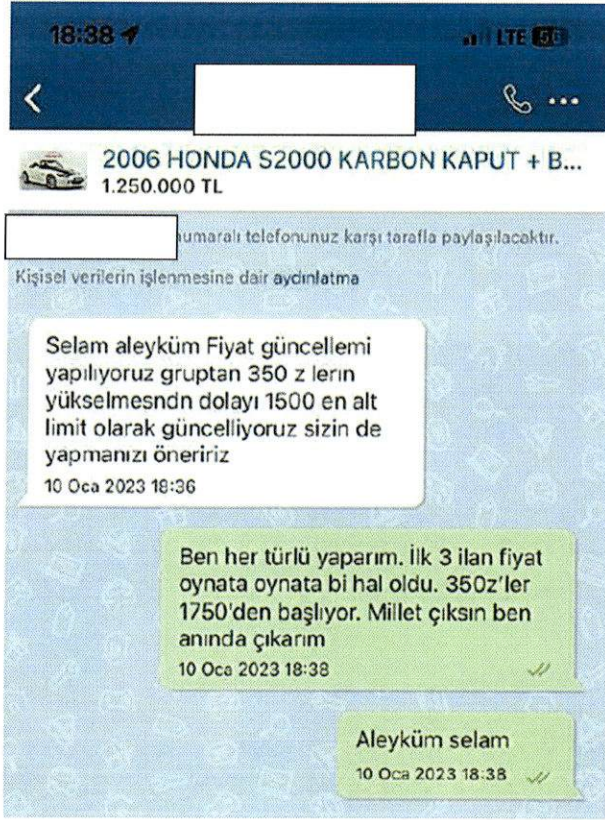 18:38
LTE 5G
2006 HONDA S2000 KARBON KAPUT + B...
1.250.000 TL
umaralı telefonunuz karşı tarafla paylaşılacaktır.
Kişisel verilerin işlenmesine dair aydınlatma
Selam aleyküm Fiyat güncellemi
yapılıyoruz gruptan 350 z lerın
yükselmesndn dolayı 1500 en alt
limit olarak güncelliyoruz sizin de
yapmanızı öneririz
10 Oca 2023 18:36
Ben her türlü yaparım. İlk 3 ilan fiyat
oynata oynata bi hal oldu. 350z'ler
1750'den başlıyor. Millet çıksın ben
anında çıkarım
10 Oca 2023 18:38
Aleyküm selam
10 Oca 2023 18:38